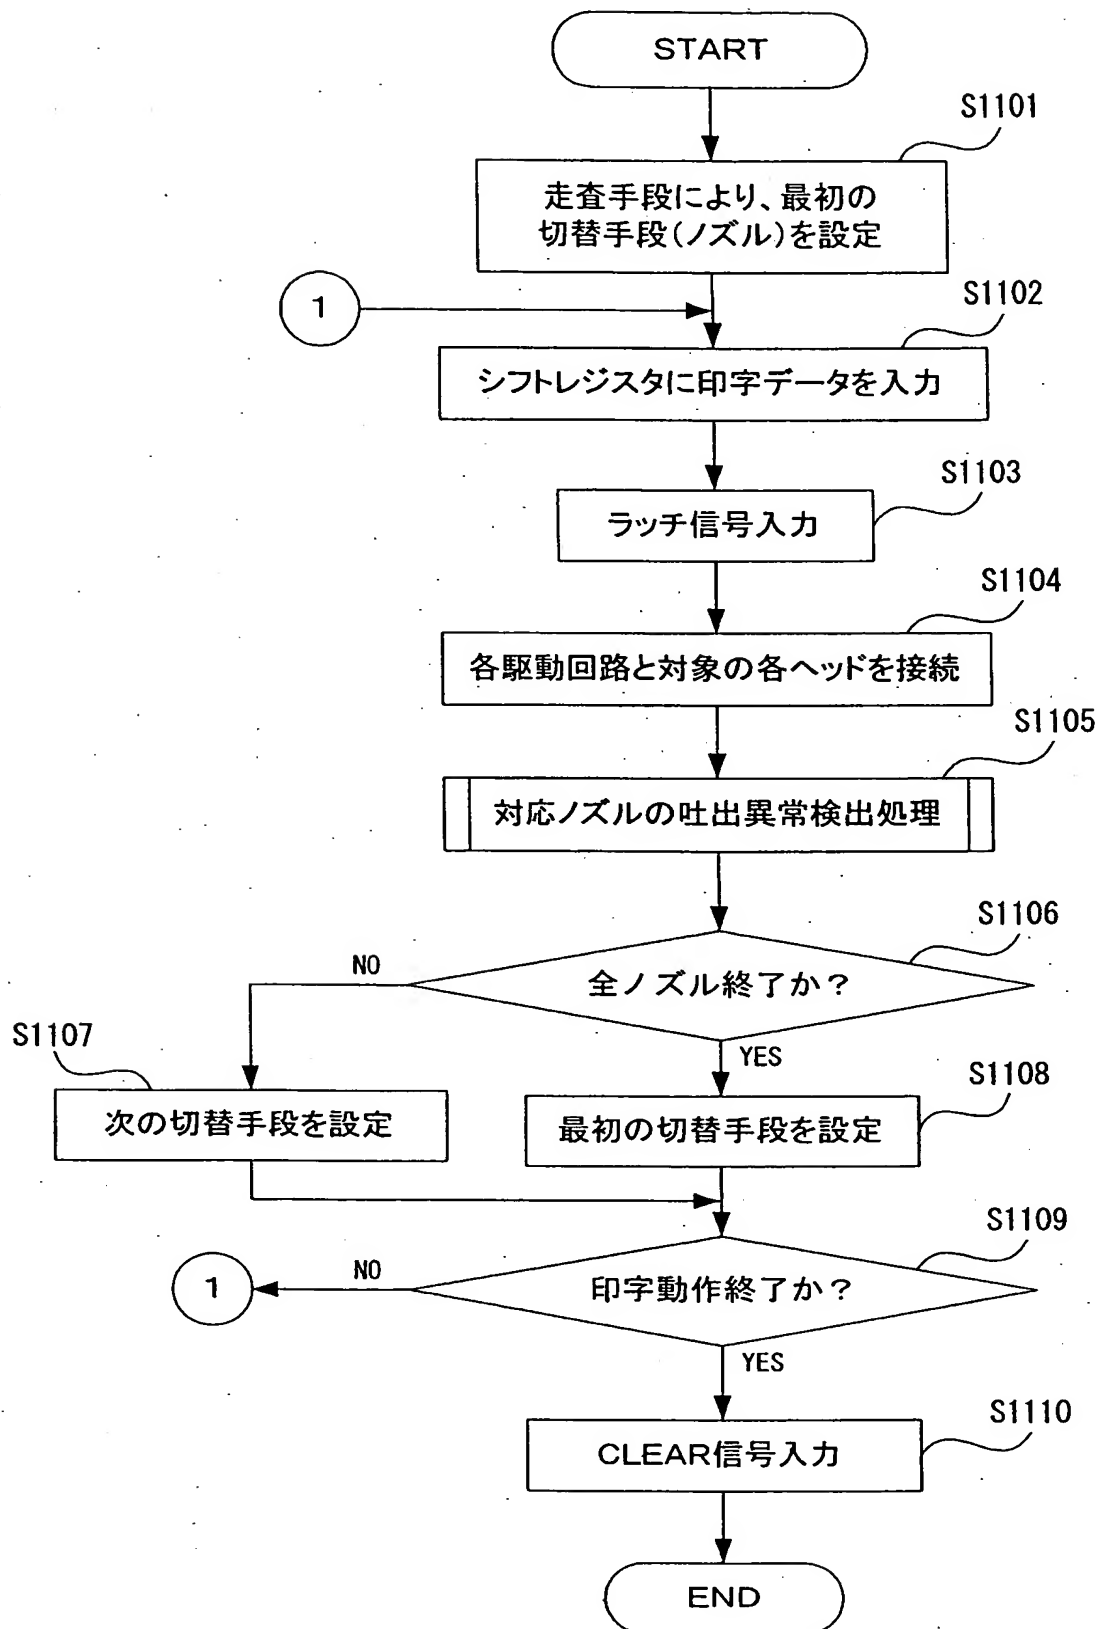 START
S1101
走査手段により、最初の
切替手段(ノズル)を設定
1
S1102
シフトレジスタに印字データを入力
S1103
ラッチ信号入力
S1104
各駆動回路と対象の各ヘッドを接続
S1105
対応ノズルの吐出異常検出処理
S1106
全ノズル終了か?
NO
YES
S1107
次の切替手段を設定
S1108
最初の切替手段を設定
S1109
印字動作終了か?
NO
1
YES
S1110
CLEAR信号入力
END